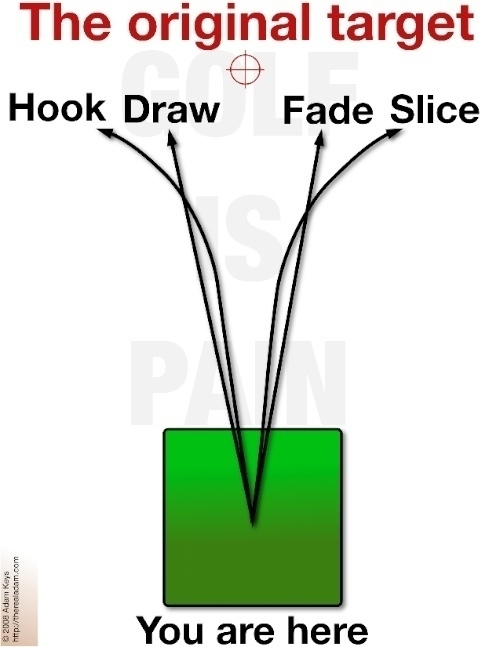 The original target
GOLF
Hook Draw Fade Slice
IS
PAIN
You are here
© 2008 Adam Keys
http://therealadam.com